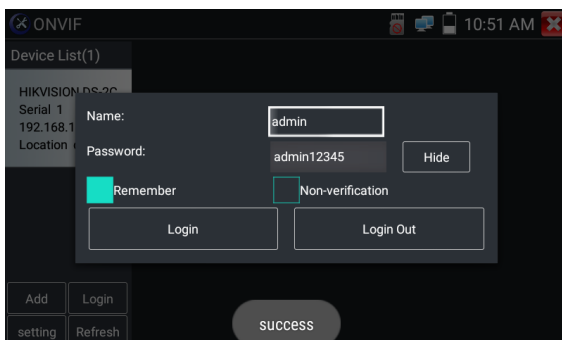 ONVIF
10:51 AM
Device List(1)
HIKVISION DS-2C
Serial 1
192.168.1
Location
Name:
admin
Password:
admin12345
Hide
Remember
Non-verification
Login
Login Out
Add
Login
setting
Refresh
success